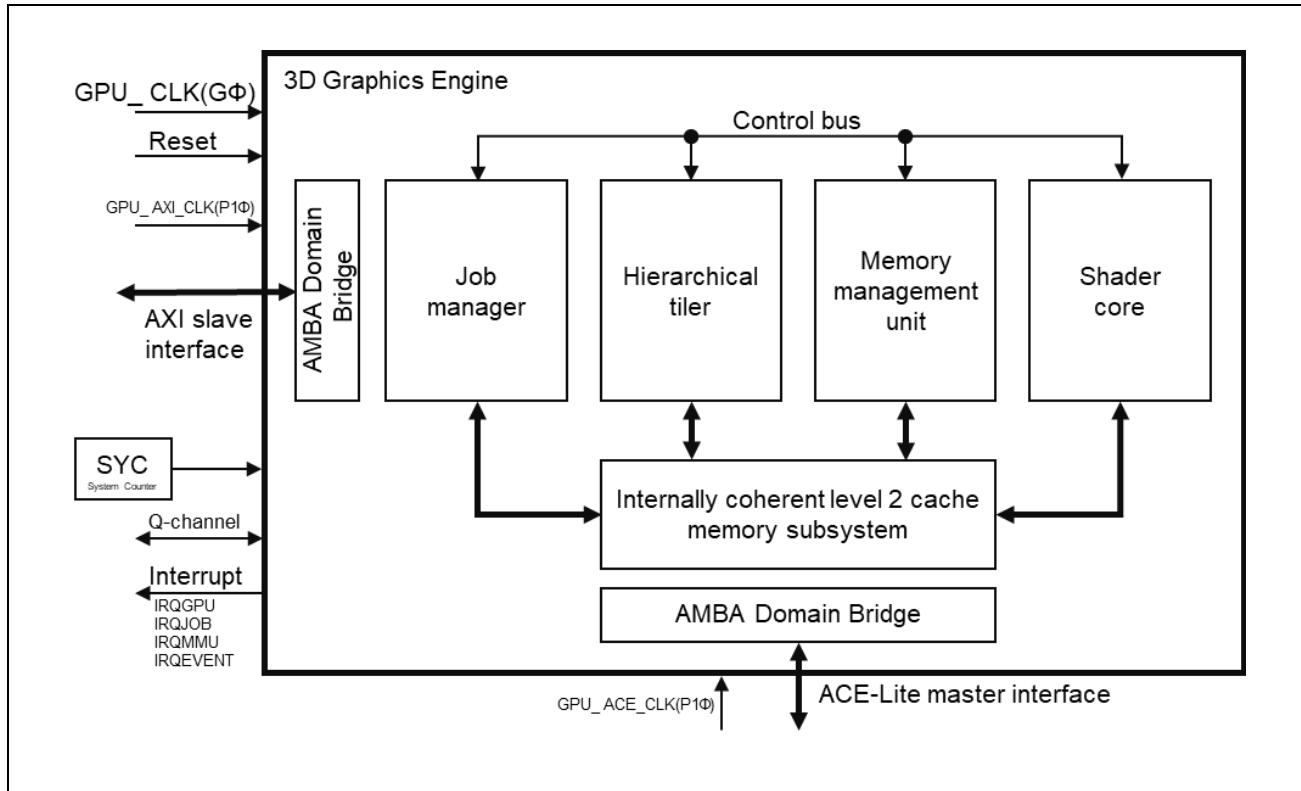 3D Graphics Engine
GPU_ CLK(GΦ)
Reset
GPU_ AXI_CLK(P1Φ)
AXI slave
interface
SYC
System Counter
Q-channel
Interrupt
IRQGPU
IRQJOB
IRQMMU
IRQEVENT
Control bus
AMBA Domain
Bridge
Job
manager
Hierarchical
tiler
Memory
management
unit
Shader
core
Internally coherent level 2 cache
memory subsystem
AMBA Domain Bridge
GPU_ ACE_CLK(P1Φ)
ACE-Lite master interface